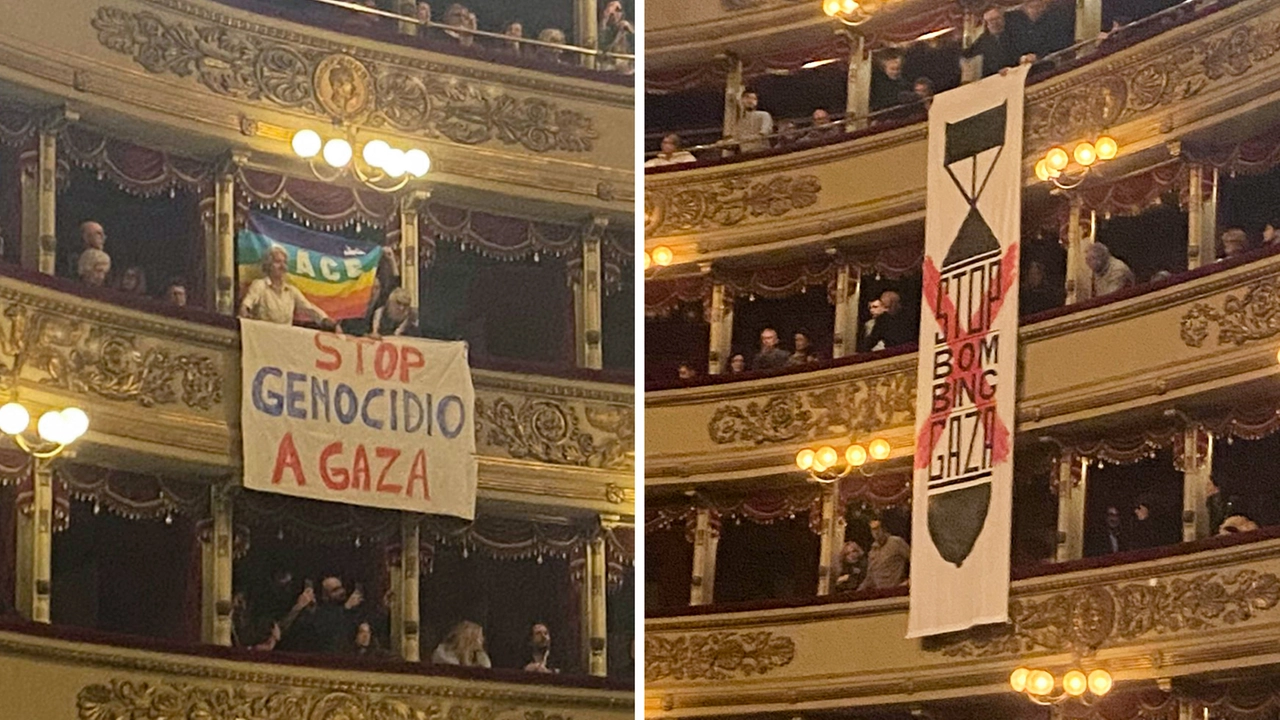 ACE
STOP
GENOCIDIO
A GAZA
STOP
BOM
BING
GAZA